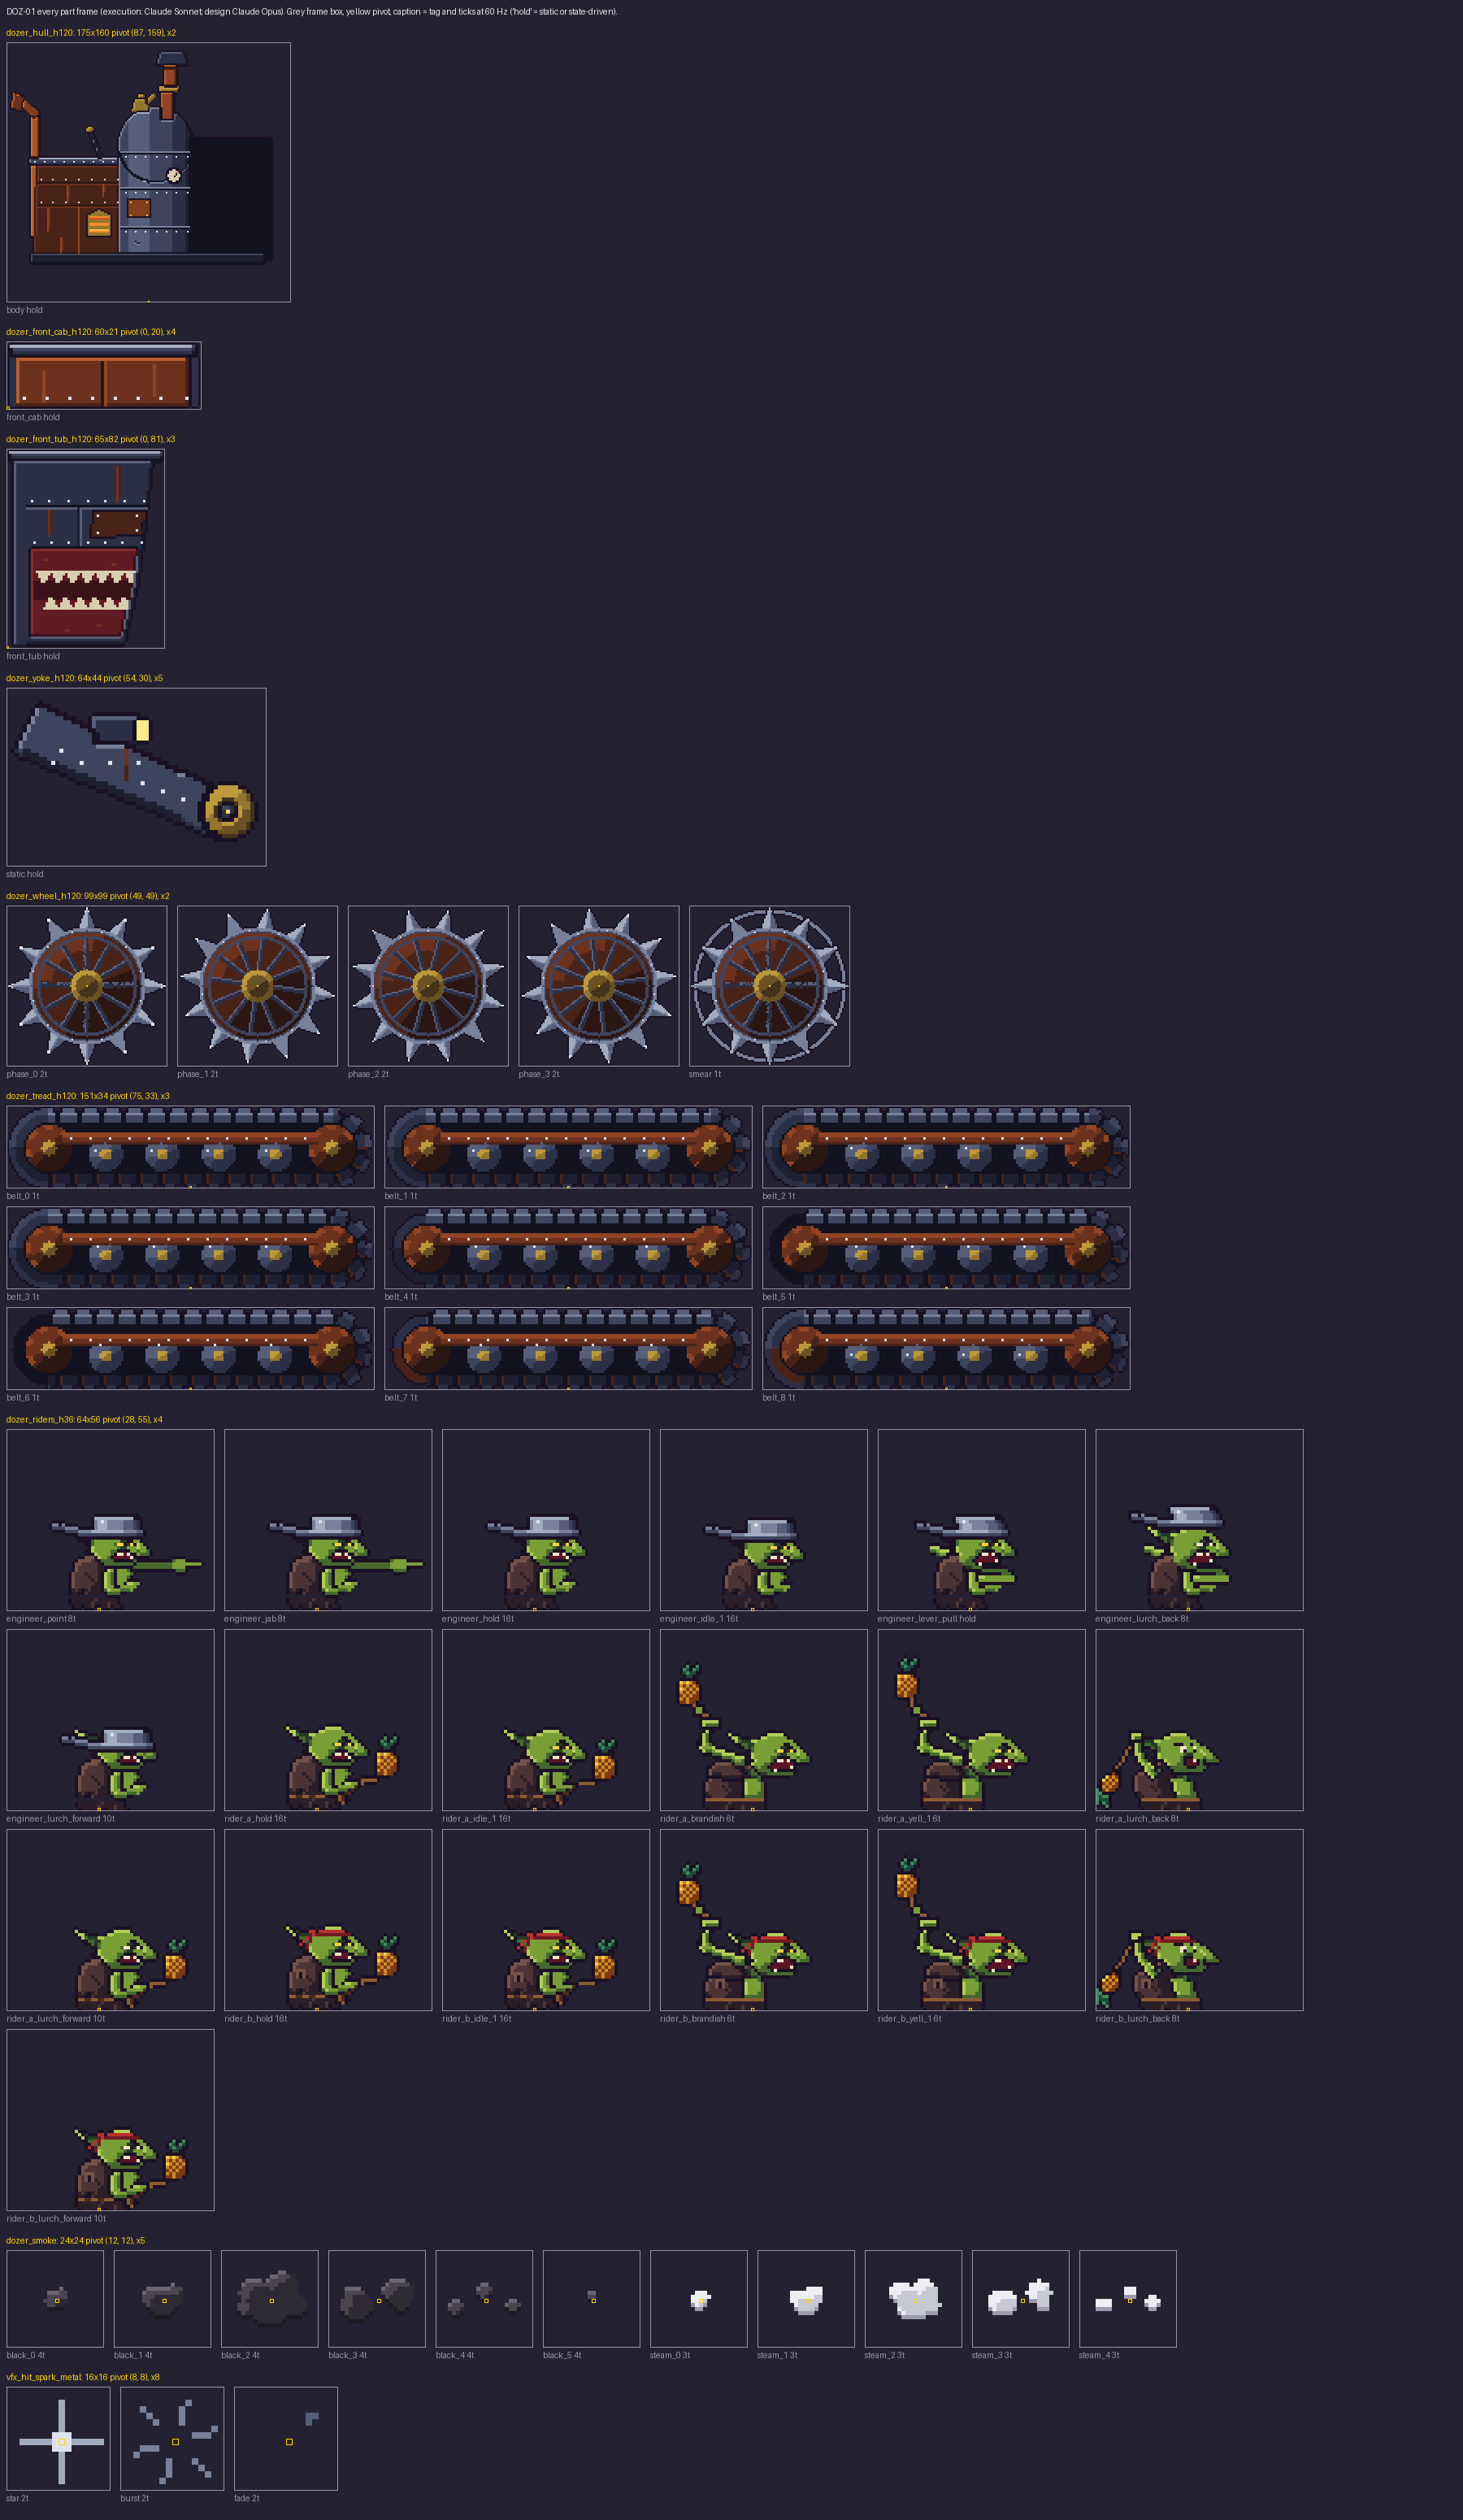 DOZ-01 every part frame (execution: Claude Sonnet; design Claude Opus). Grey frame box, yellow pivot, caption = tag and ticks at 60 Hz ('hold' = static or state-driven).
dozer_hull_h120: 175x160 pivot (87, 159), x2
body hold
dozer_front_cab_h120: 60x21 pivot (0, 20), x4
front_cab hold
dozer_front_tub_h120: 65x82 pivot (0, 81), x3
front_tub hold
dozer_yoke_h120: 64x44 pivot (54, 30), x5
static hold
dozer_wheel_h120: 99x99 pivot (49, 49), x2
phase_0 2t phase_1 2t phase_2 2t phase_3 2t smear 1t
dozer_tread_h120: 151x34 pivot (75, 33), x3
belt_0 1t belt_1 1t belt_2 1t
belt_3 1t belt_4 1t belt_5 1t
belt_6 1t belt_7 1t belt_8 1t
dozer_riders_h36: 64x56 pivot (28, 55), x4
engineer_point 8t engineer_jab 8t engineer_hold 16t engineer_idle_1 16t engineer_lever_pull hold engineer_lurch_back 8t
engineer_lurch_forward 10t rider_a_hold 16t rider_a_idle_1 16t rider_a_brandish 6t rider_a_yell_1 6t rider_a_lurch_back 8t
rider_a_lurch_forward 10t rider_b_hold 16t rider_b_idle_1 16t rider_b_brandish 6t rider_b_yell_1 6t rider_b_lurch_back 8t
rider_b_lurch_forward 10t
dozer_smoke: 24x24 pivot (12, 12), x5
black_0 4t black_1 4t black_2 4t black_3 4t black_4 4t black_5 4t steam_0 3t steam_1 3t steam_2 3t steam_3 3t steam_4 3t
vfx_hit_spark_metal: 16x16 pivot (8, 8), x8
star 2t burst 2t fade 2t